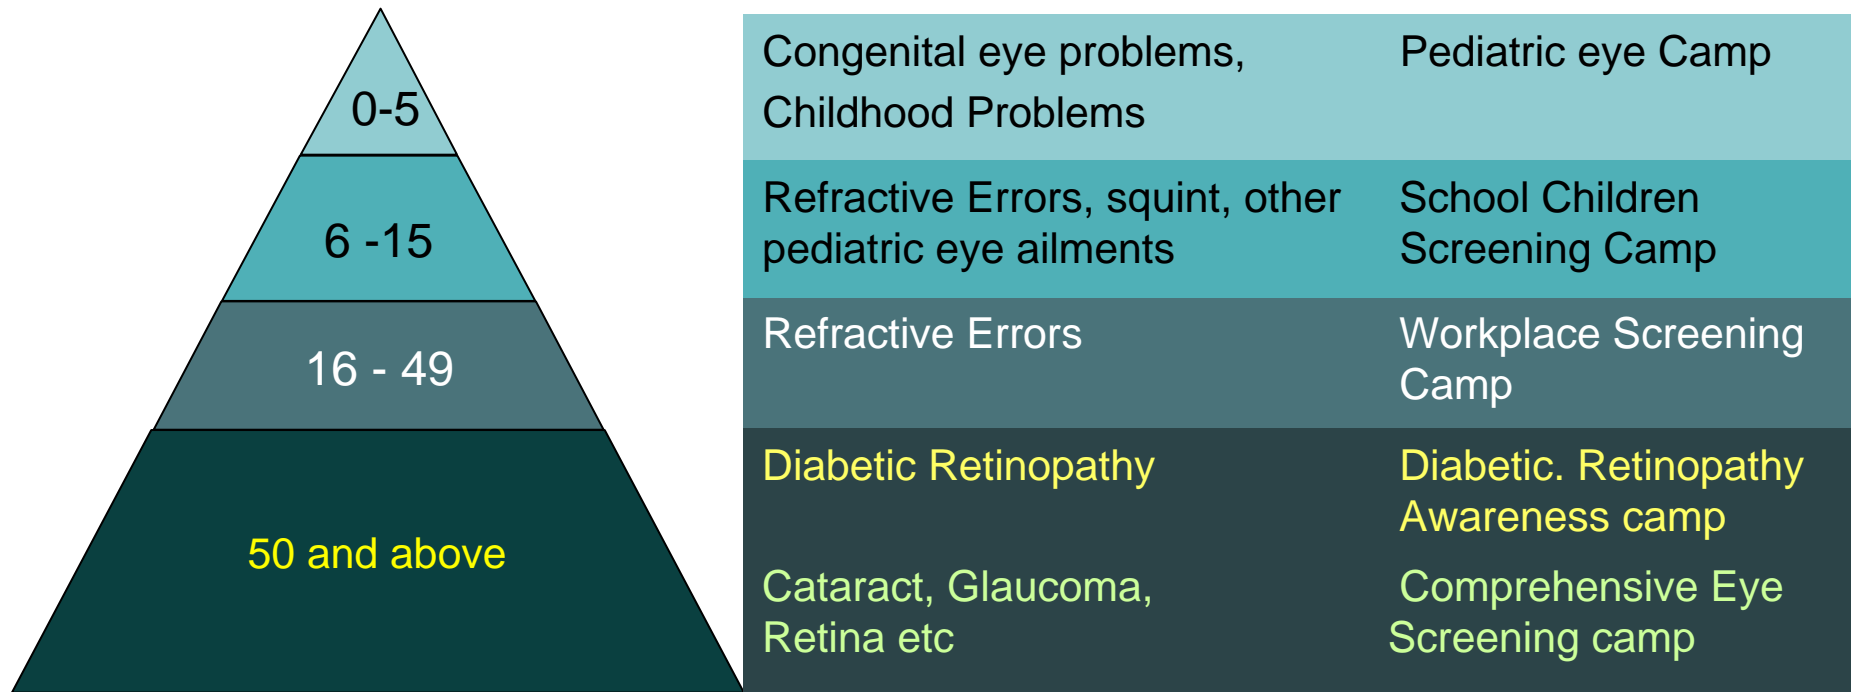 0-5
Congenital eye problems,
Childhood Problems
Pediatric eye Camp
6 -15
Refractive Errors, squint, other
pediatric eye ailments
School Children
Screening Camp
16 - 49
Refractive Errors
Workplace Screening
Camp
50 and above
Diabetic Retinopathy
Diabetic. Retinopathy
Awareness camp
Cataract, Glaucoma,
Retina etc
Comprehensive Eye
Screening camp